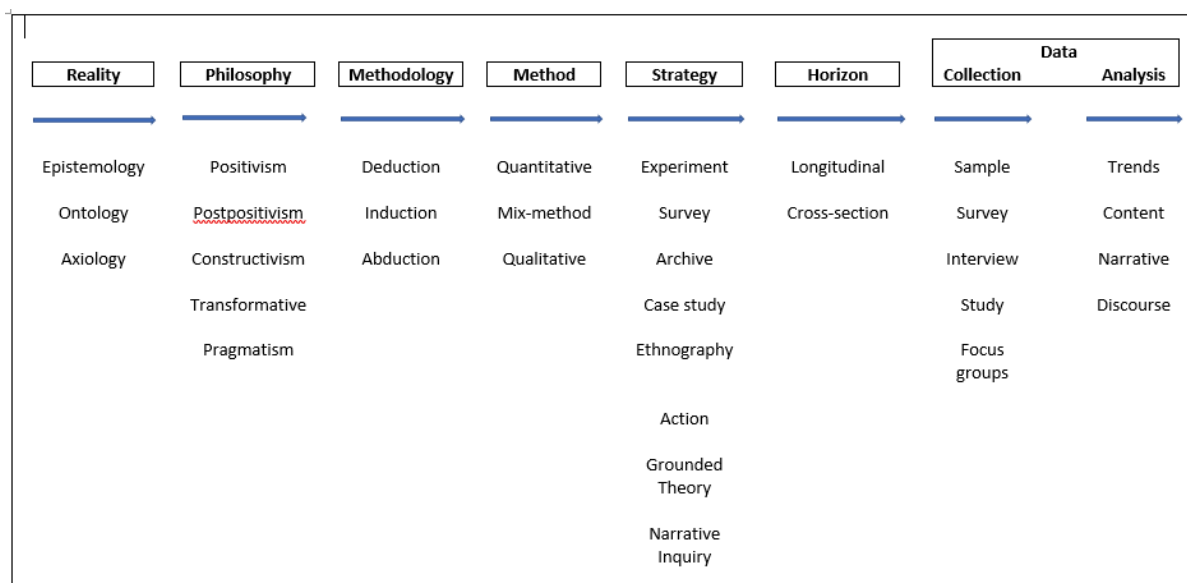 Data
Reality Philosophy Methodology Method Strategy Horizon Collection Analysis
Epistemology Positivism Deduction Quantitative Experiment Longitudinal Sample Trends
Ontology Postpositivism Induction Mix-method Survey Cross-section Survey Content
Axiology Constructivism Abduction Qualitative Archive Interview Narrative
Transformative Case study Study Discourse
Pragmatism Ethnography Focus
groups
Action
Grounded
Theory
Narrative
Inquiry